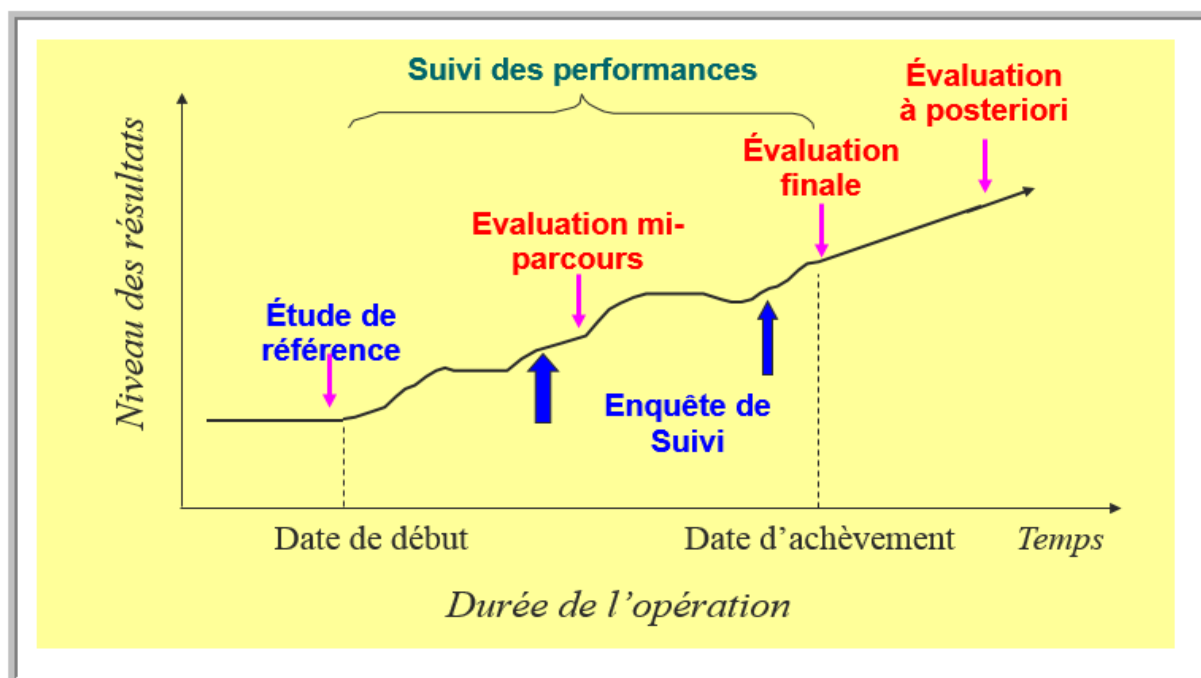 Suivi des performances
Évaluation
à posteriori
Évaluation
finale
Evaluation mi-
parcours
Étude de
référence
Enquête de
Suivi
Niveau des résultats
Date de début
Date d’achèvement
Temps
Durée de l’opération